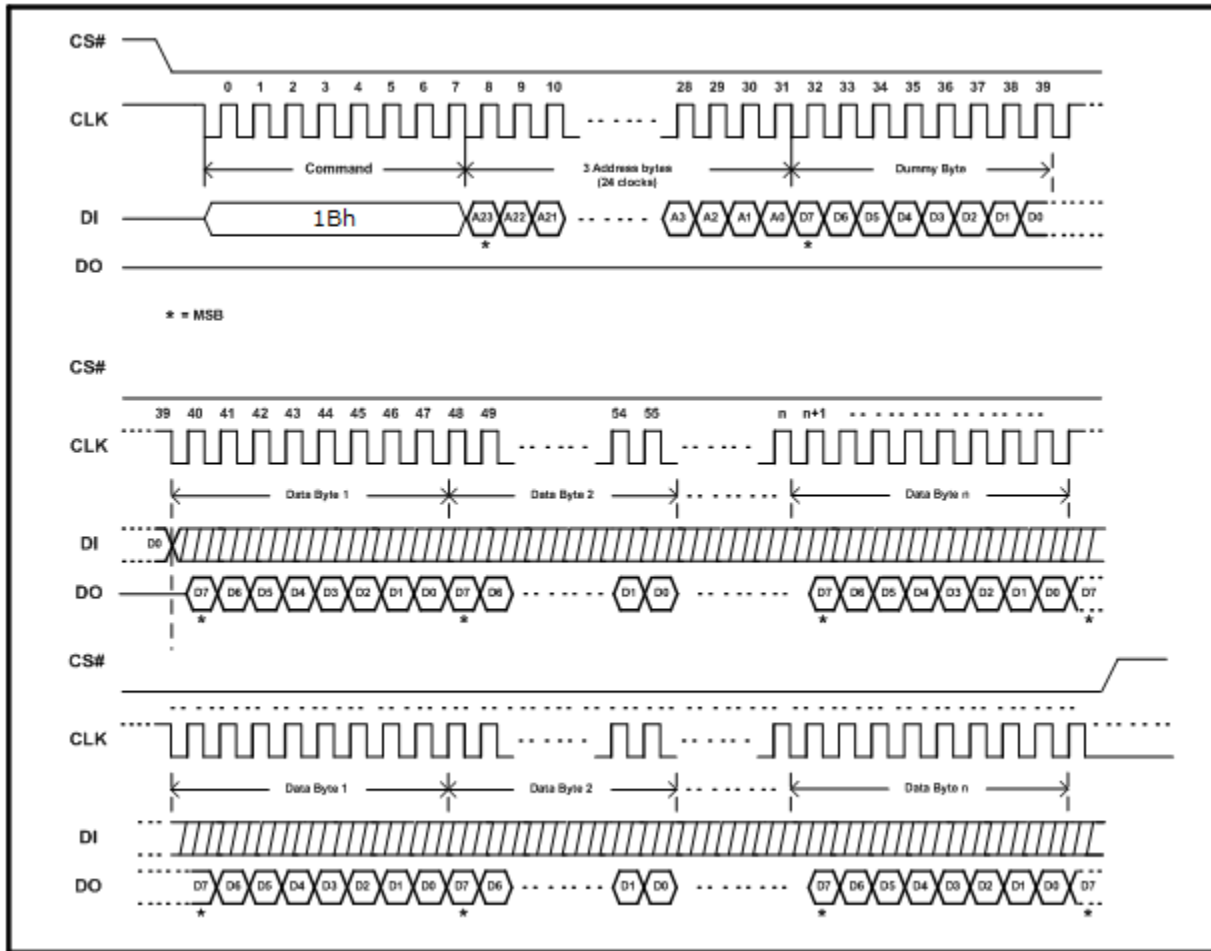 CS#
0 1 2 3 4 5 6 7 8 9 10 28 29 30 31 32 33 34 35 36 37 38 39
CLK
Command 3 Address bytes Dummy Byte
(24 clocks)
DI 1Bh A23 A22 A21 A3 A2 A1 A0 D7 D6 D5 D4 D3 D2 D1 D0
* *
DO
* = MSB
CS#
39 40 41 42 43 44 45 46 47 48 49 54 55 n n+1
CLK
Data Byte 1 Data Byte 2 Data Byte n
DI D0
DO D7 D6 D5 D4 D3 D2 D1 D0 D7 D6 D1 D0 D7 D6 D5 D4 D3 D2 D1 D0 D7
* * * *
CS#
CLK
Data Byte 1 Data Byte 2 Data Byte n
DI
DO D7 D6 D5 D4 D3 D2 D1 D0 D7 D6 D1 D0 D7 D6 D5 D4 D3 D2 D1 D0 D7
* * * *